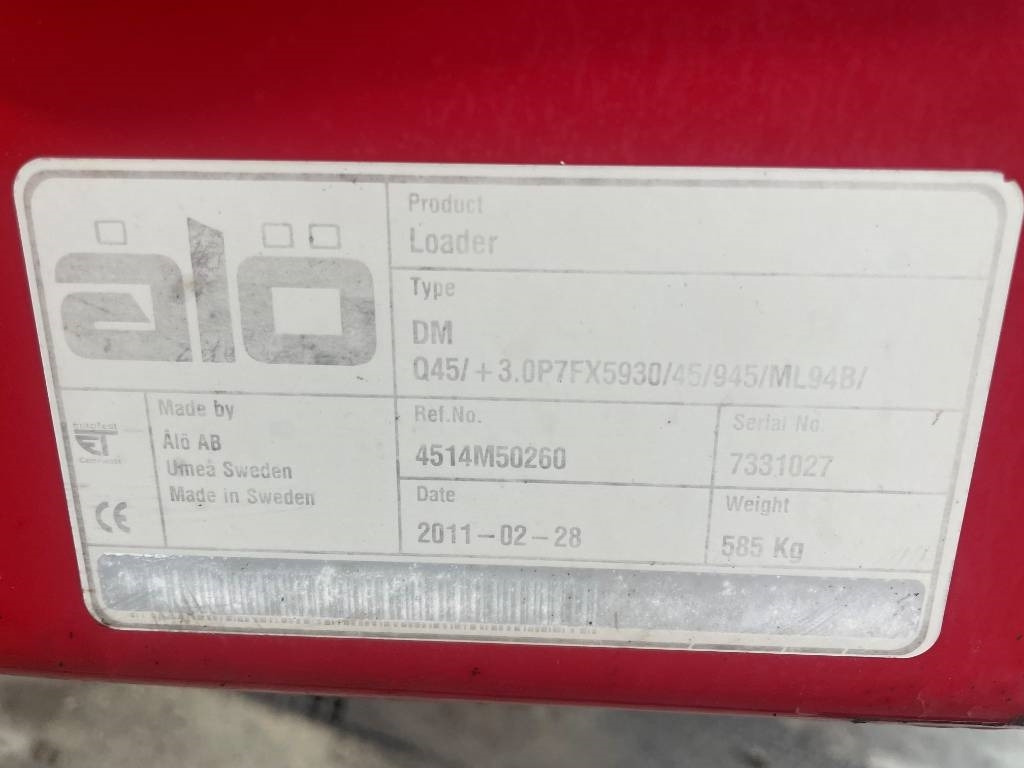 ålö
Product
Loader
Type
DM
Q45/+3.0P7FX5930/45/945/ML94B/
Made by
Ålö AB
Umeå Sweden
Made in Sweden
CE
Ref.No.
4514M50260
Serial No.
7331027
Date
2011-02-28
Weight
585 Kg